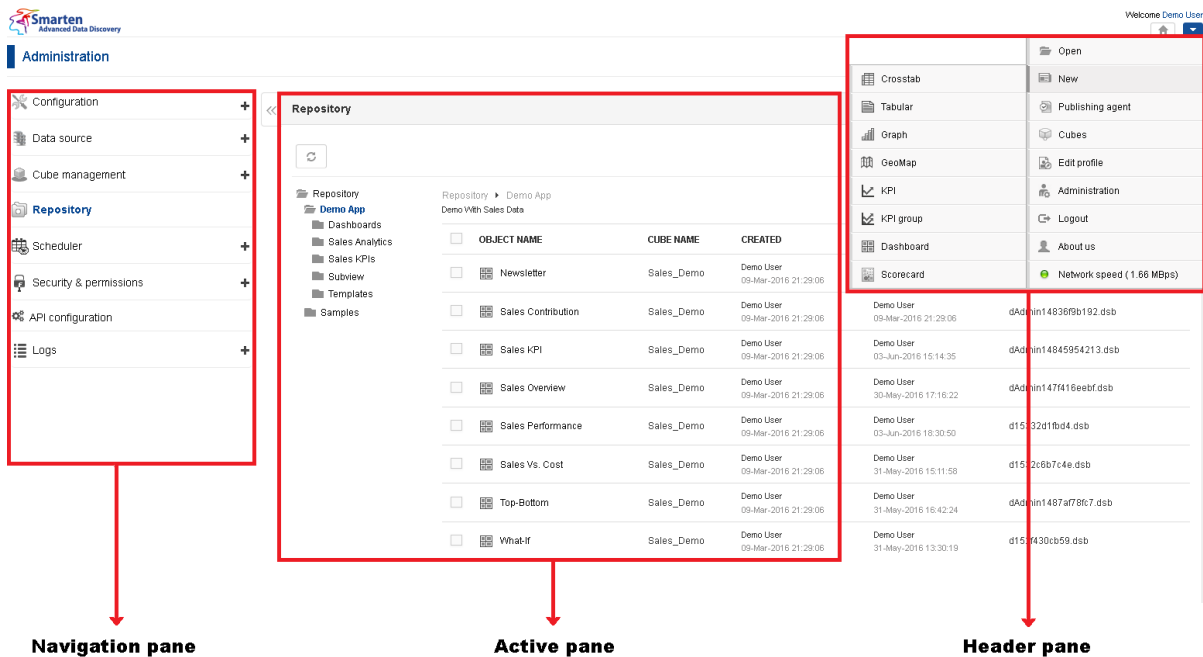 Smarten
Advanced Data Discovery
Welcome Demo User
Administration
Configuration
Data source
Cube management
Repository
Scheduler
Security & permissions
API configuration
Logs
Repository
Repository
Demo App
Dashboards
Sales Analytics
Sales KPIs
Subview
Templates
Samples
Repository Demo App
Demo With Sales Data
OBJECT NAME CUBE NAME CREATED
Newsletter Sales_Demo Demo User
09-Mar-2016 21:29:06
Sales Contribution Sales_Demo Demo User Demo User dAdmin14836f9b192.dsb
09-Mar-2016 21:29:06 09-Mar-2016 21:29:06
Sales KPI Sales_Demo Demo User Demo User dAdmin14845954213.dsb
09-Mar-2016 21:29:06 03-Jun-2016 15:14:35
Sales Overview Sales_Demo Demo User Demo User dAdmin147f416eebf.dsb
09-Mar-2016 21:29:06 30-May-2016 17:16:22
Sales Performance Sales_Demo Demo User Demo User
09-Mar-2016 21:29:06 03-Jun-2016 18:30:50
Sales Vs. Cost Sales_Demo Demo User Demo User
09-Mar-2016 21:29:06 31-May-2016 15:11:58
Top-Bottom Sales_Demo Demo User Demo User dAdmin1487af78fc7.dsb
09-Mar-2016 21:29:06 31-May-2016 16:42:24
What-If Sales_Demo Demo User Demo User
09-Mar-2016 21:29:06 31-May-2016 13:30:19
Open
Crosstab New
Tabular Publishing agent
Graph Cubes
GeoMap Edit profile
KPI Administration
KPI group Logout
Dashboard About us
Scorecard Network speed ( 1.66 MBps)
Navigation pane Active pane Header pane